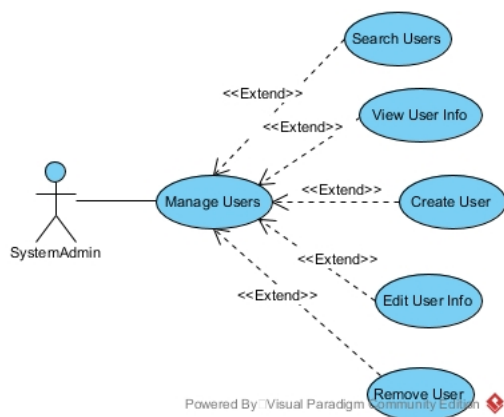 Search Users
<<Extend>>
View User Info
<<Extend>>
<<Extend>>
Create User
Manage Users
SystemAdmin
<<Extend>>
Edit User Info
<<Extend>>
Remove User
Powered By Visual Paradigm Community Edition